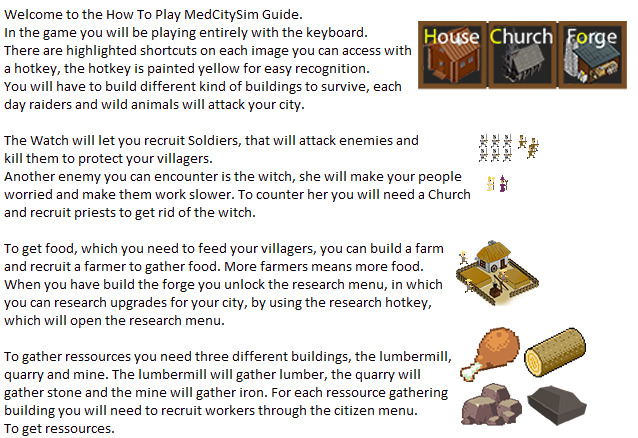 Welcome to the How To Play MedCitySim Guide.
In the game you will be playing entirely with the keyboard.
There are highlighted shortcuts on each image you can access with
a hotkey, the hotkey is painted yellow for easy recognition.
You will have to build different kind of buildings to survive, each
day raiders and wild animals will attack your city.
House Church Forge
The Watch will let you recruit Soldiers, that will attack enemies and
kill them to protect your villagers.
Another enemy you can encounter is the witch, she will make your people
worried and make them work slower. To counter her you will need a Church
and recruit priests to get rid of the witch.
To get food, which you need to feed your villagers, you can build a farm
and recruit a farmer to gather food. More farmers means more food.
When you have build the forge you unlock the research menu, in which
you can research upgrades for your city, by using the research hotkey,
which will open the research menu.
To gather ressources you need three different buildings, the lumbermill,
quarry and mine. The lumbermill will gather lumber, the quarry will
gather stone and the mine will gather iron. For each ressource gathering
building you will need to recruit workers through the citizen menu.
To get ressources.